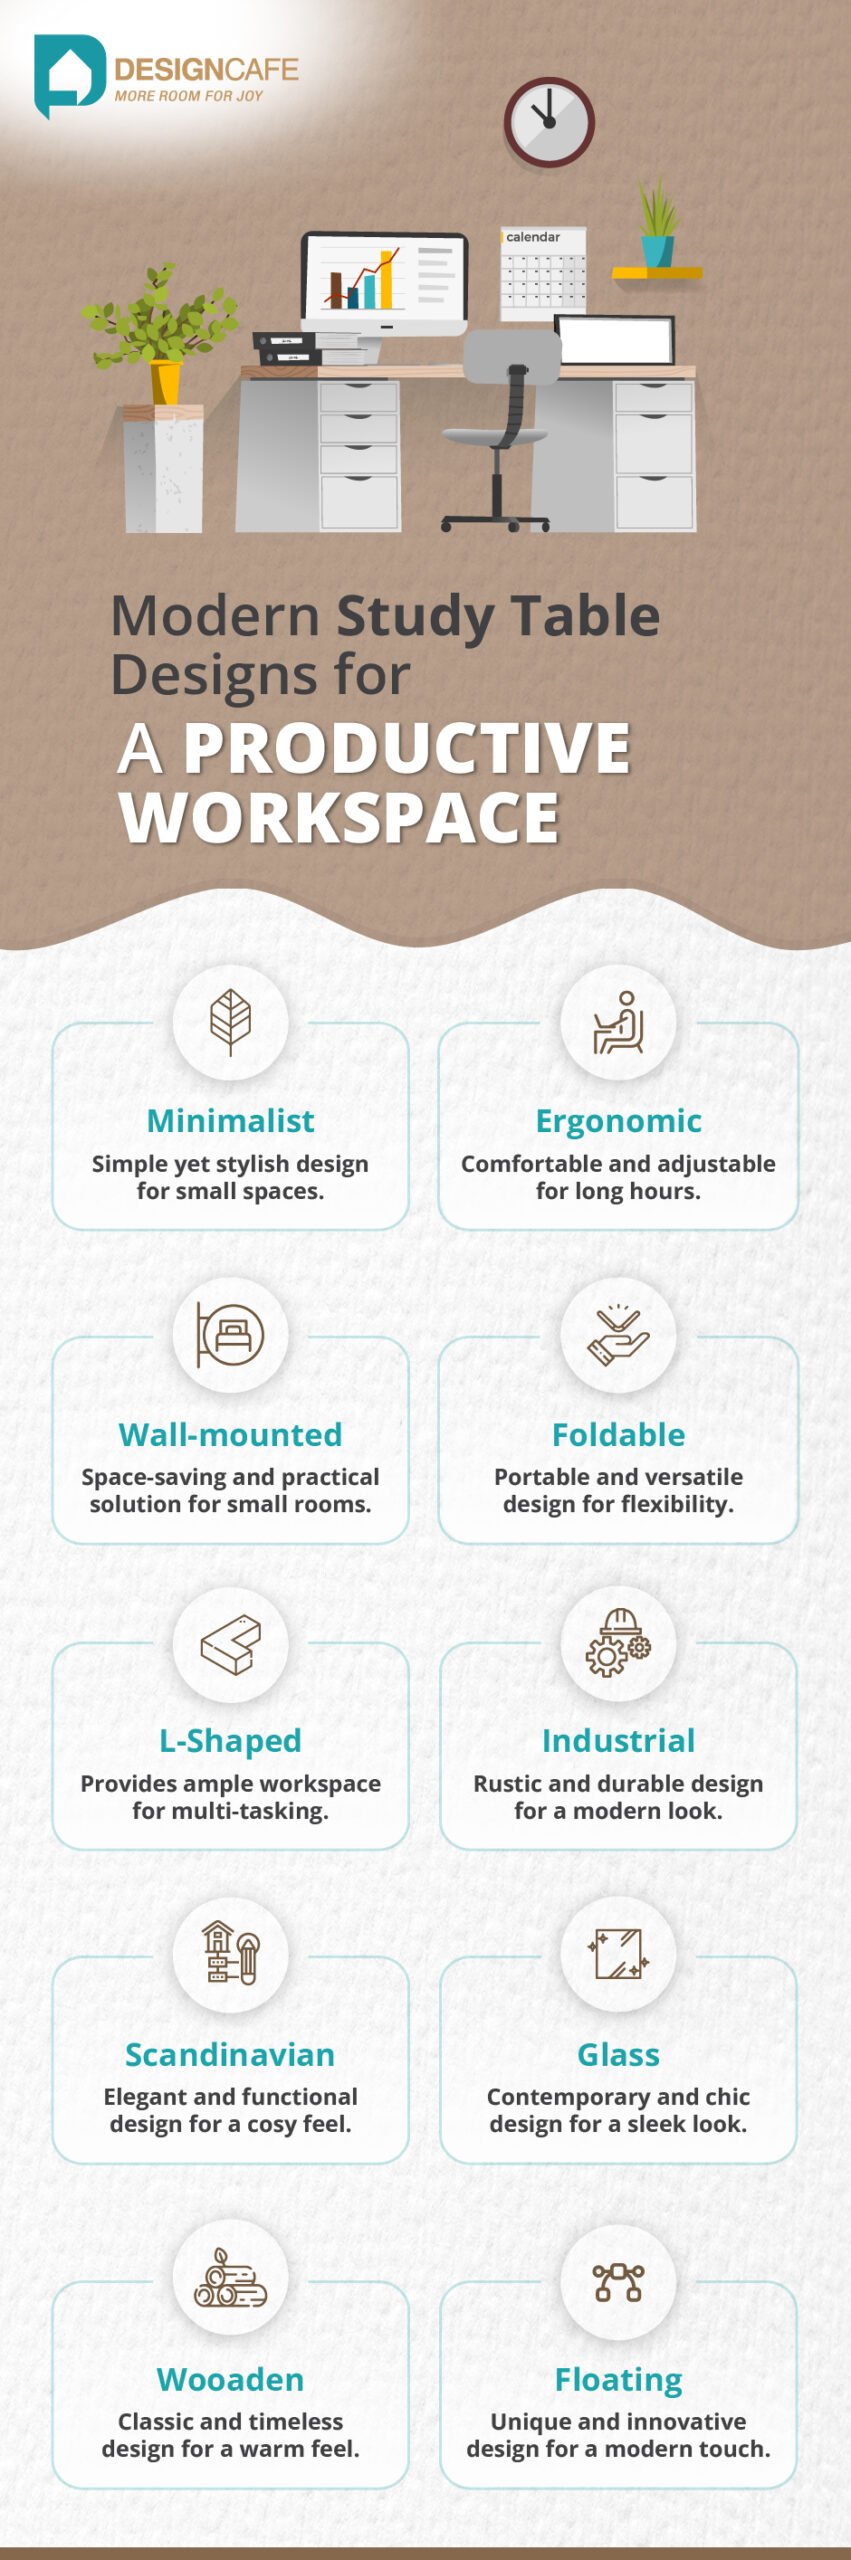 DESIGNCAFE
MORE ROOM FOR JOY
calendar
Modern Study Table
Designs for
A PRODUCTIVE
WORKSPACE
Minimalist
Simple yet stylish design
for small spaces.
Ergonomic
Comfortable and adjustable
for long hours.
Wall-mounted
Space-saving and practical
solution for small rooms.
Foldable
Portable and versatile
design for flexibility.
L-Shaped
Provides ample workspace
for multi-tasking.
Industrial
Rustic and durable design
for a modern look.
Scandinavian
Elegant and functional
design for a cosy feel.
Glass
Contemporary and chic
design for a sleek look.
Wooaden
Classic and timeless
design for a warm feel.
Floating
Unique and innovative
design for a modern touch.